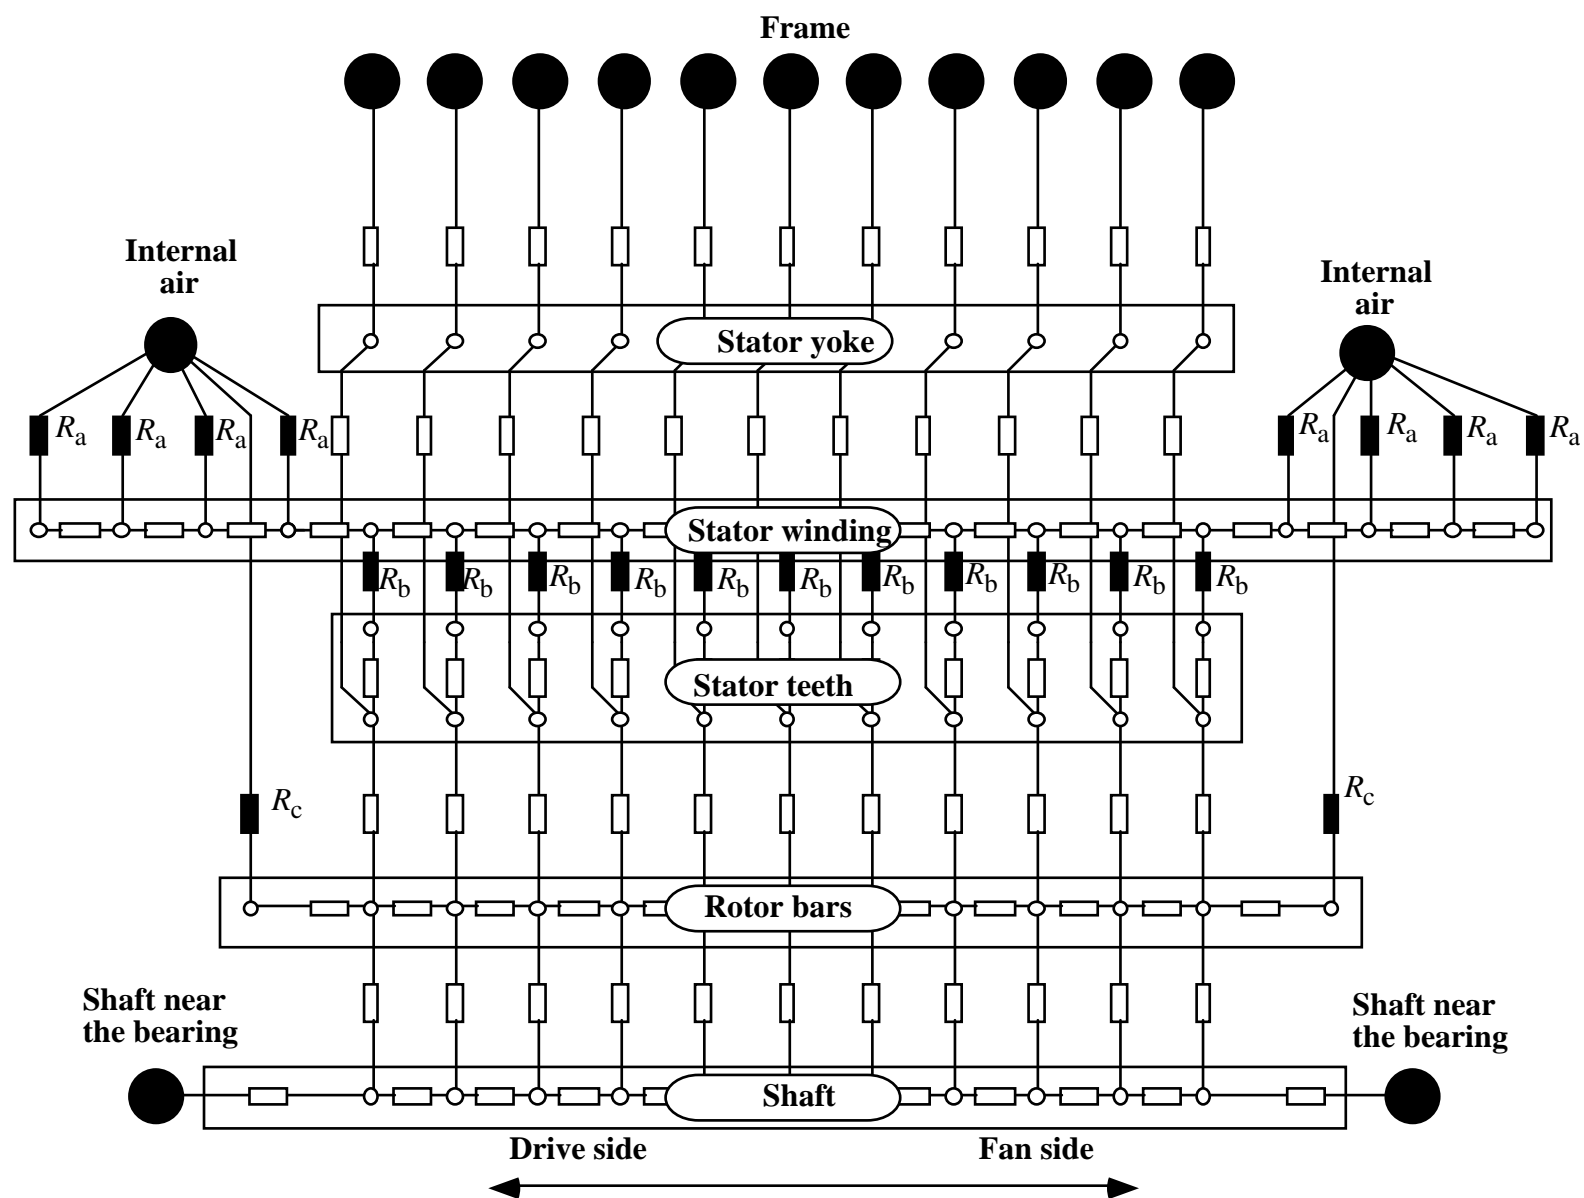 Frame
Internal
air
Internal
air
Stator yoke
Ra Ra Ra Ra Ra Ra Ra Ra
Stator winding
Rb Rb Rb Rb Rb Rb Rb Rb Rb Rb Rb
Stator teeth
Rc Rc
Rotor bars
Shaft near
the bearing
Shaft near
the bearing
Shaft
Drive side Fan side